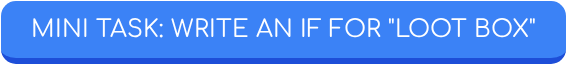 MINI TASK: WRITE AN IF FOR "LOOT BOX"